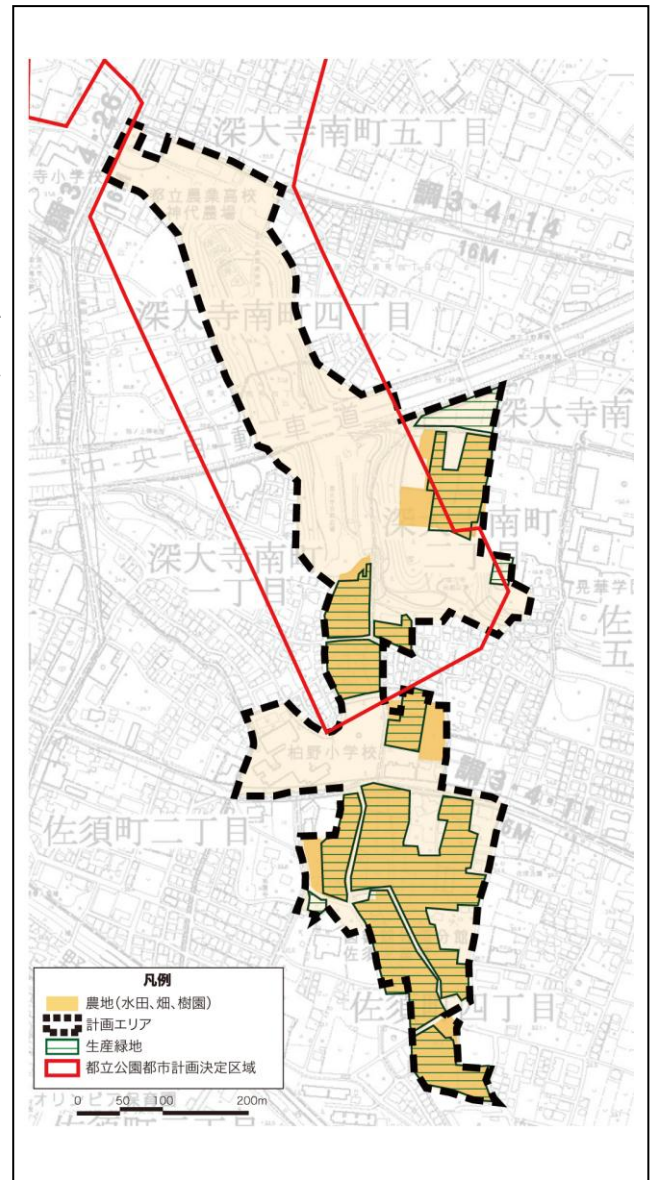 深大寺南町五丁目
調3・4・26
16M
寺小学校
都立農業高校
神代農場
調3・4・14
16M
深大寺南町四丁目
中央自動車道
深大寺南
深大寺南町
二丁目
深大寺南町
一丁目
晃華学園
佐
五
柏野小学校
調3・4・11
佐須町二丁目
佐須町四丁目
凡例
農地(水田、畑、樹園)
計画エリア
生産緑地
都立公園都市計画決定区域
0 50 100 200m